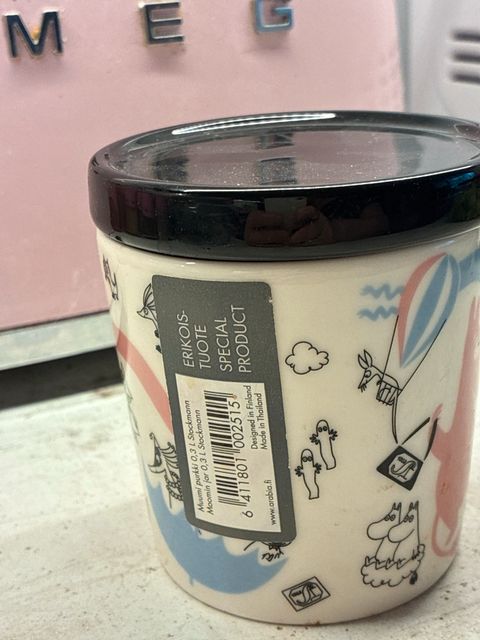 MEG
ERIKOIS-
TUOTE
SPECIAL
PRODUCT
Muumi purkki 0,3 L Stockmann
Moomin jar 0,3 L Stockmann
6 411801 002515
Designed in Finland
Made in Thailand
www.arabia.fi